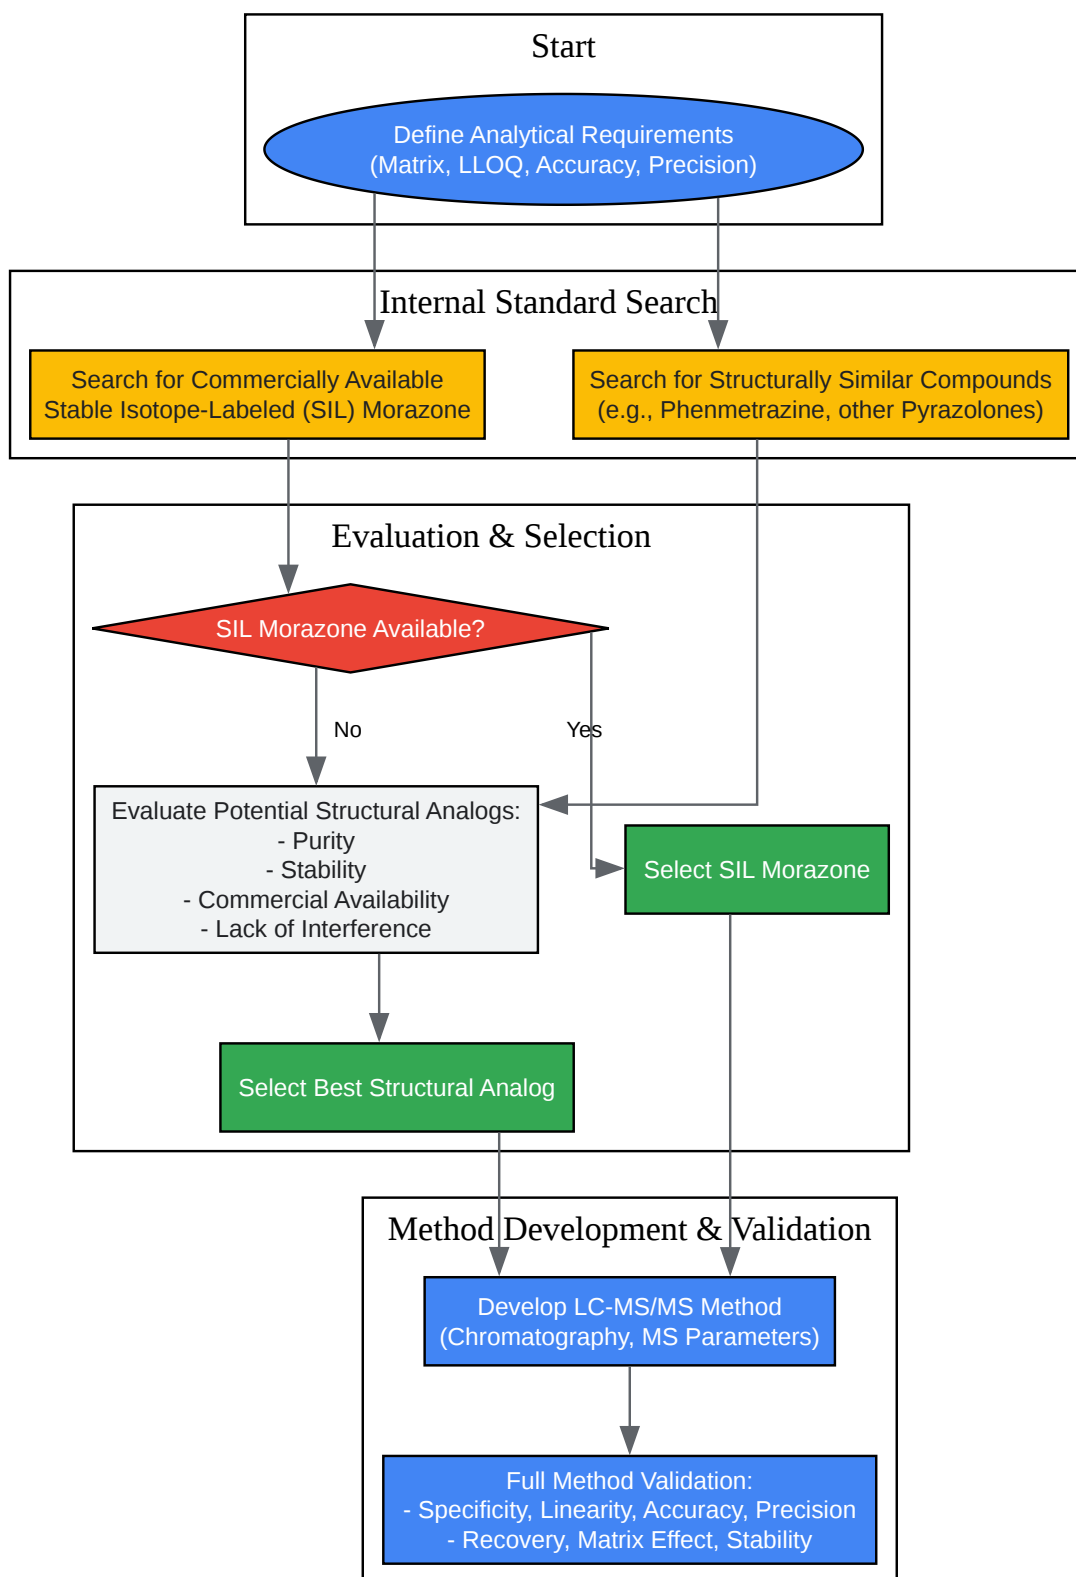 Start
Define Analytical Requirements
(Matrix, LLOQ, Accuracy, Precision)
Internal Standard Search
Search for Commercially Available
Stable Isotope-Labeled (SIL) Morazone
Search for Structurally Similar Compounds
(e.g., Phenmetrazine, other Pyrazolones)
Evaluation & Selection
SIL Morazone Available?
No
Yes
Evaluate Potential Structural Analogs:
- Purity
- Stability
- Commercial Availability
- Lack of Interference
Select SIL Morazone
Select Best Structural Analog
Method Development & Validation
Develop LC-MS/MS Method
(Chromatography, MS Parameters)
Full Method Validation:
- Specificity, Linearity, Accuracy, Precision
- Recovery, Matrix Effect, Stability